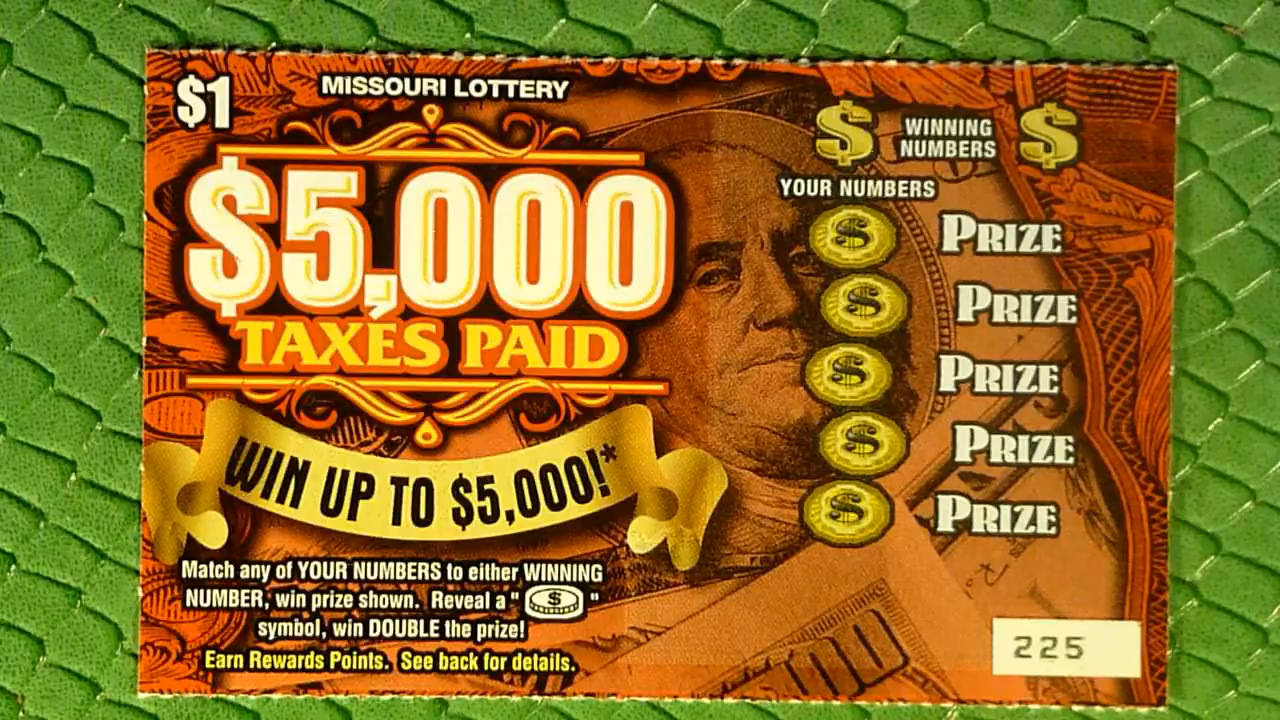 $1
MISSOURI LOTTERY
$5,000
TAXES PAID
WIN UP TO $5,000!*
Match any of YOUR NUMBERS to either WINNING
NUMBER, win prize shown. Reveal a " $ "
symbol, win DOUBLE the prize!
Earn Rewards Points. See back for details.
$ WINNING $
NUMBERS
YOUR NUMBERS
$ PRIZE
$ PRIZE
$ PRIZE
$ PRIZE
$ PRIZE
225